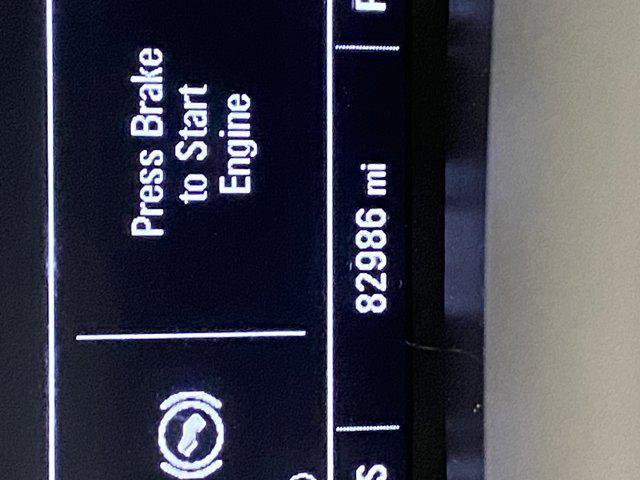 Press Brake
to Start
Engine
S
82986 mi